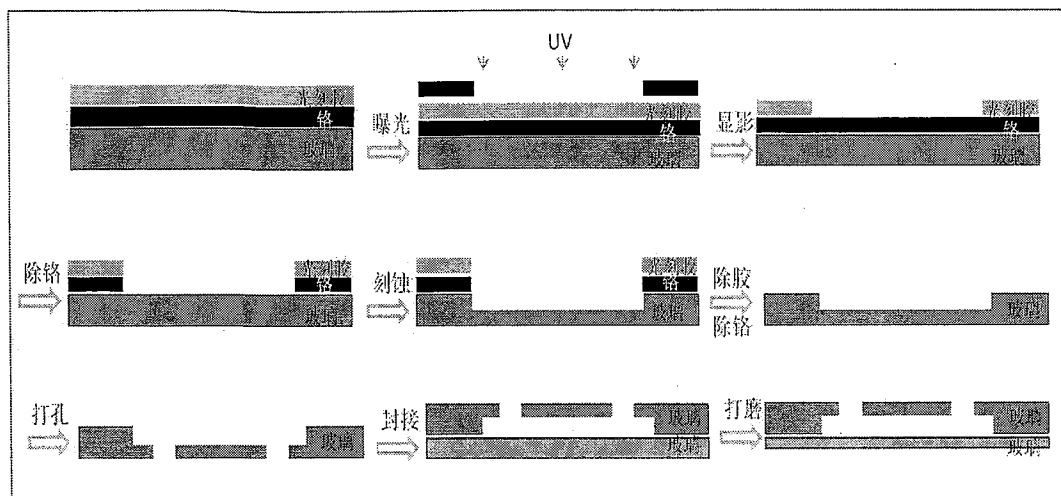 UV
光刻胶
铬
玻璃
曝光
光刻胶
铬
玻璃
显影
光刻胶
铬
玻璃
除铬
光刻胶
铬
玻璃
刻蚀
光刻胶
铬
玻璃
除胶
除铬
玻璃
打孔
玻璃
封接
玻璃
玻璃
打磨
玻璃
玻璃